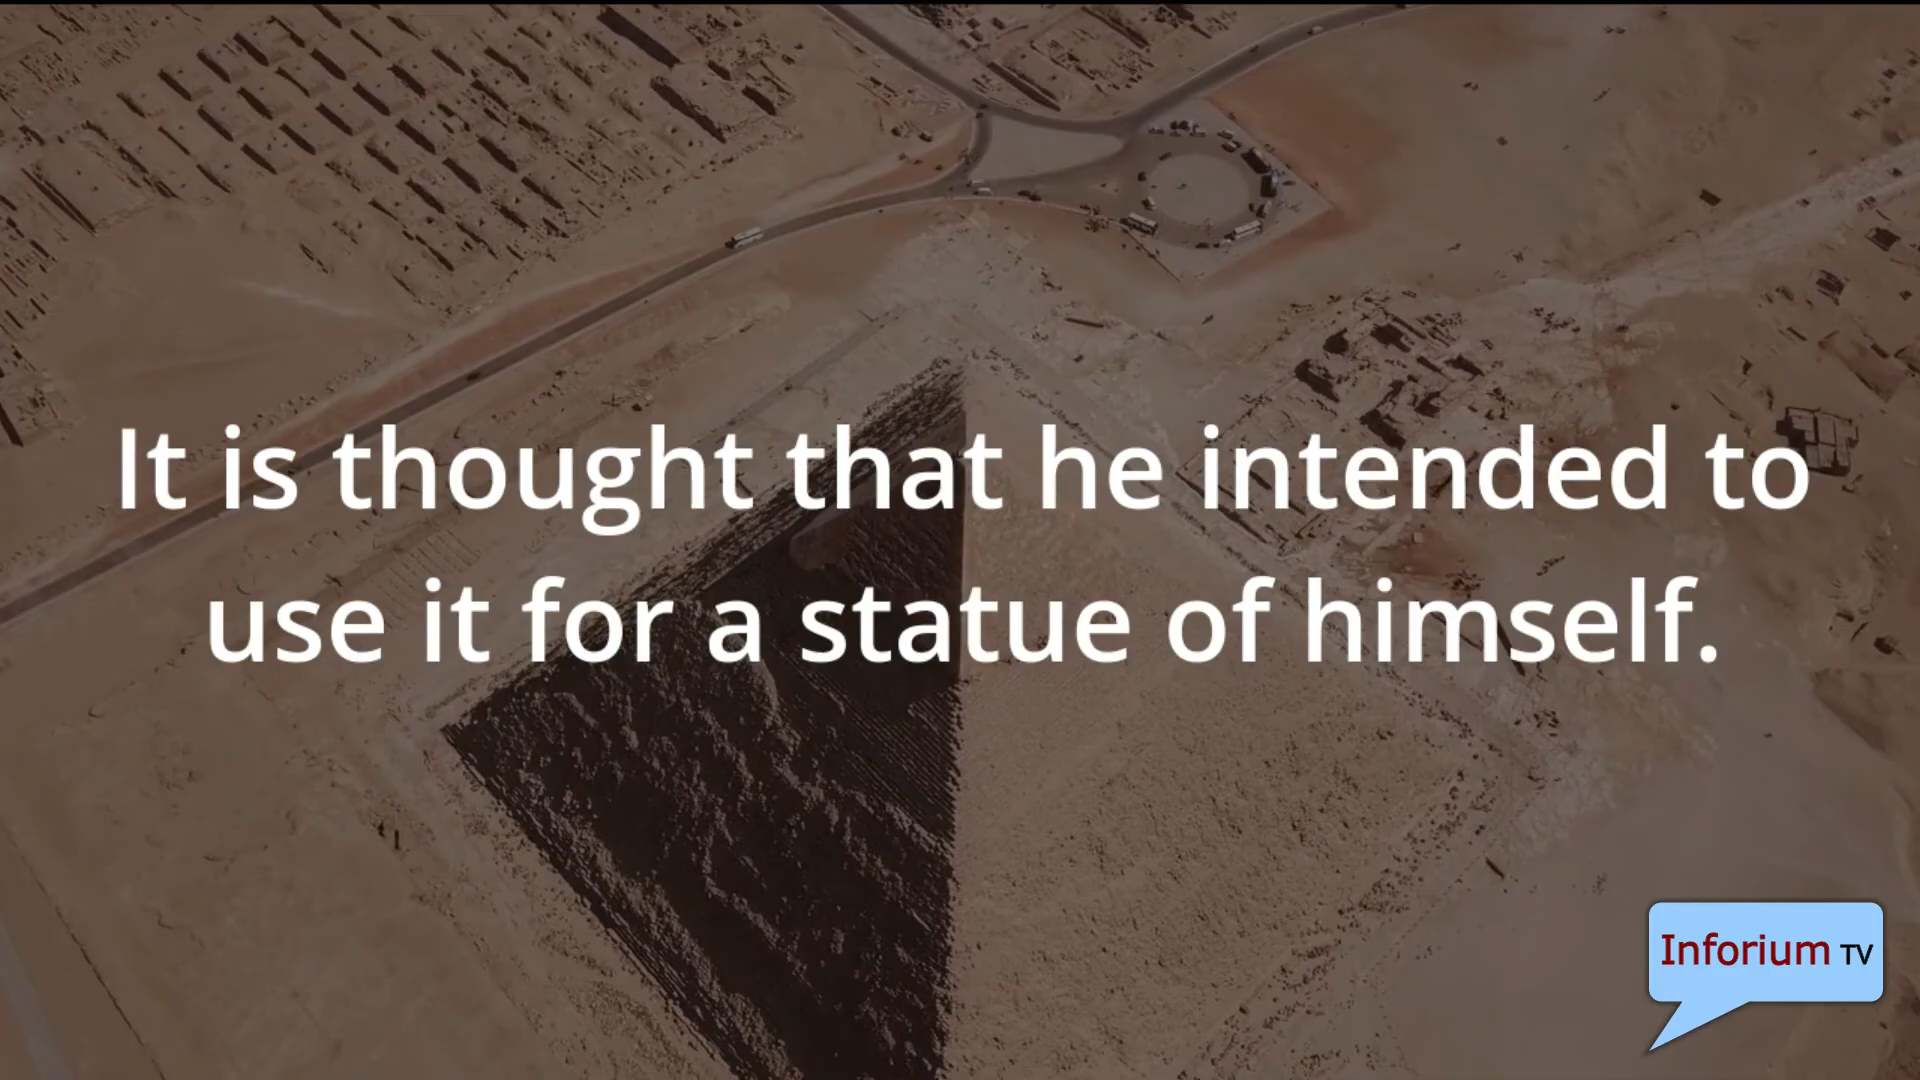 It is thought that he intended to
use it for a statue of himself.
Inforium TV